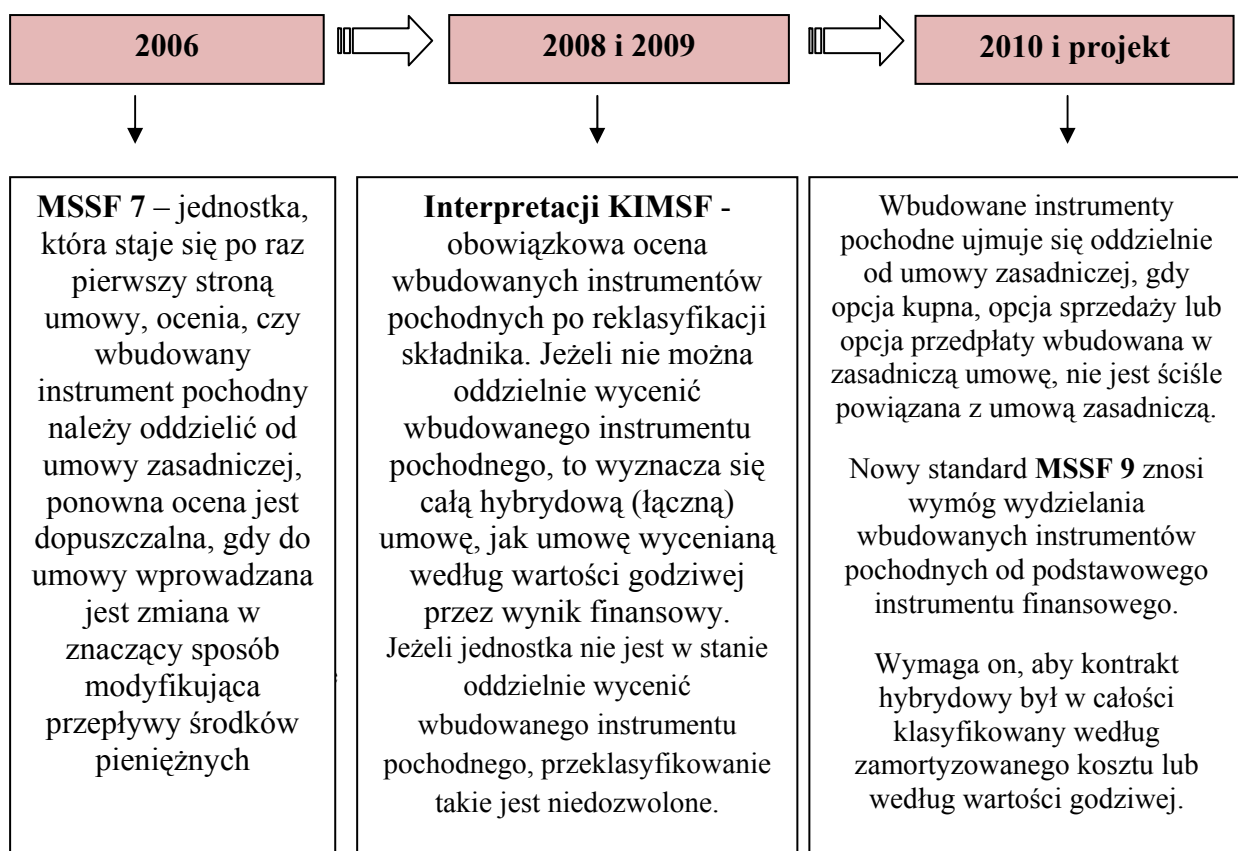 2006
2008 i 2009
2010 i projekt
MSSF 7 – jednostka,
która staje się po raz
pierwszy stroną
umowy, ocenia, czy
wbudowany
instrument pochodny
należy oddzielić od
umowy zasadniczej,
ponowna ocena jest
dopuszczalna, gdy do
umowy wprowadzana
jest zmiana w
znaczący sposób
modyfikująca
przepływy środków
pieniężnych
Interpretacji KIMSF -
obowiązkowa ocena
wbudowanych instrumentów
pochodnych po reklasyfikacji
składnika. Jeżeli nie można
oddzielnie wycenić
wbudowanego instrumentu
pochodnego, to wyznacza się
całą hybrydową (łączną)
umowę, jak umowę wycenianą
według wartości godziwej
przez wynik finansowy.
Jeżeli jednostka nie jest w stanie
oddzielnie wycenić
wbudowanego instrumentu
pochodnego, przeklasyfikowanie
takie jest niedozwolone.
Wbudowane instrumenty
pochodne ujmuje się oddzielnie
od umowy zasadniczej, gdy
opcja kupna, opcja sprzedaży lub
opcja przedpłaty wbudowana w
zasadniczą umowę, nie jest ściśle
powiązana z umową zasadniczą.
Nowy standard MSSF 9 znosi
wymóg wydzielania
wbudowanych instrumentów
pochodnych od podstawowego
instrumentu finansowego.
Wymaga on, aby kontrakt
hybrydowy był w całości
klasyfikowany według
zamortyzowanego kosztu lub
według wartości godziwej.